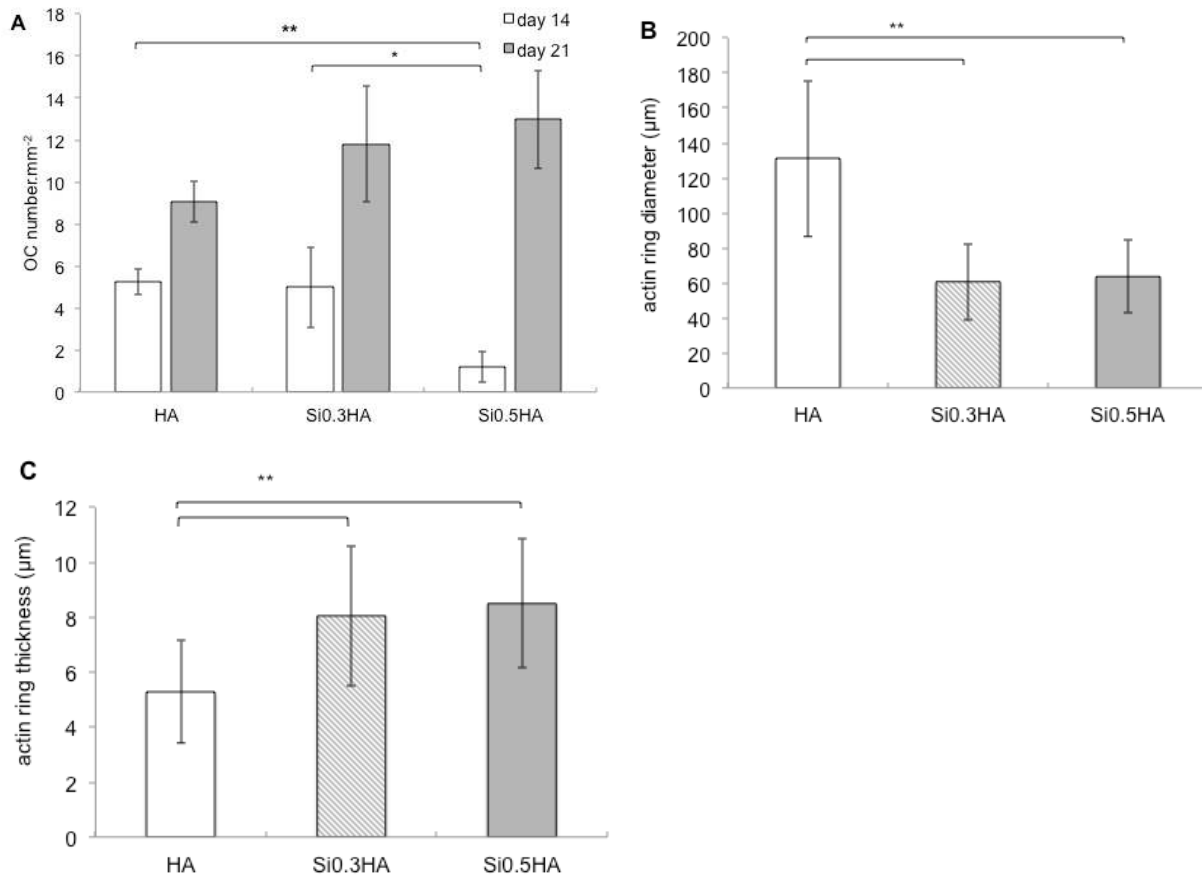 A
18
16
14
12
10
8
6
4
2
0
OC number.mm-2
day 14
day 21
**
*
HA Si0.3HA Si0.5HA
B
200
180
160
140
120
100
80
60
40
20
0
actin ring diameter (µm)
**
HA Si0.3HA Si0.5HA
C
12
10
8
6
4
2
0
actin ring thickness (µm)
**
HA Si0.3HA Si0.5HA